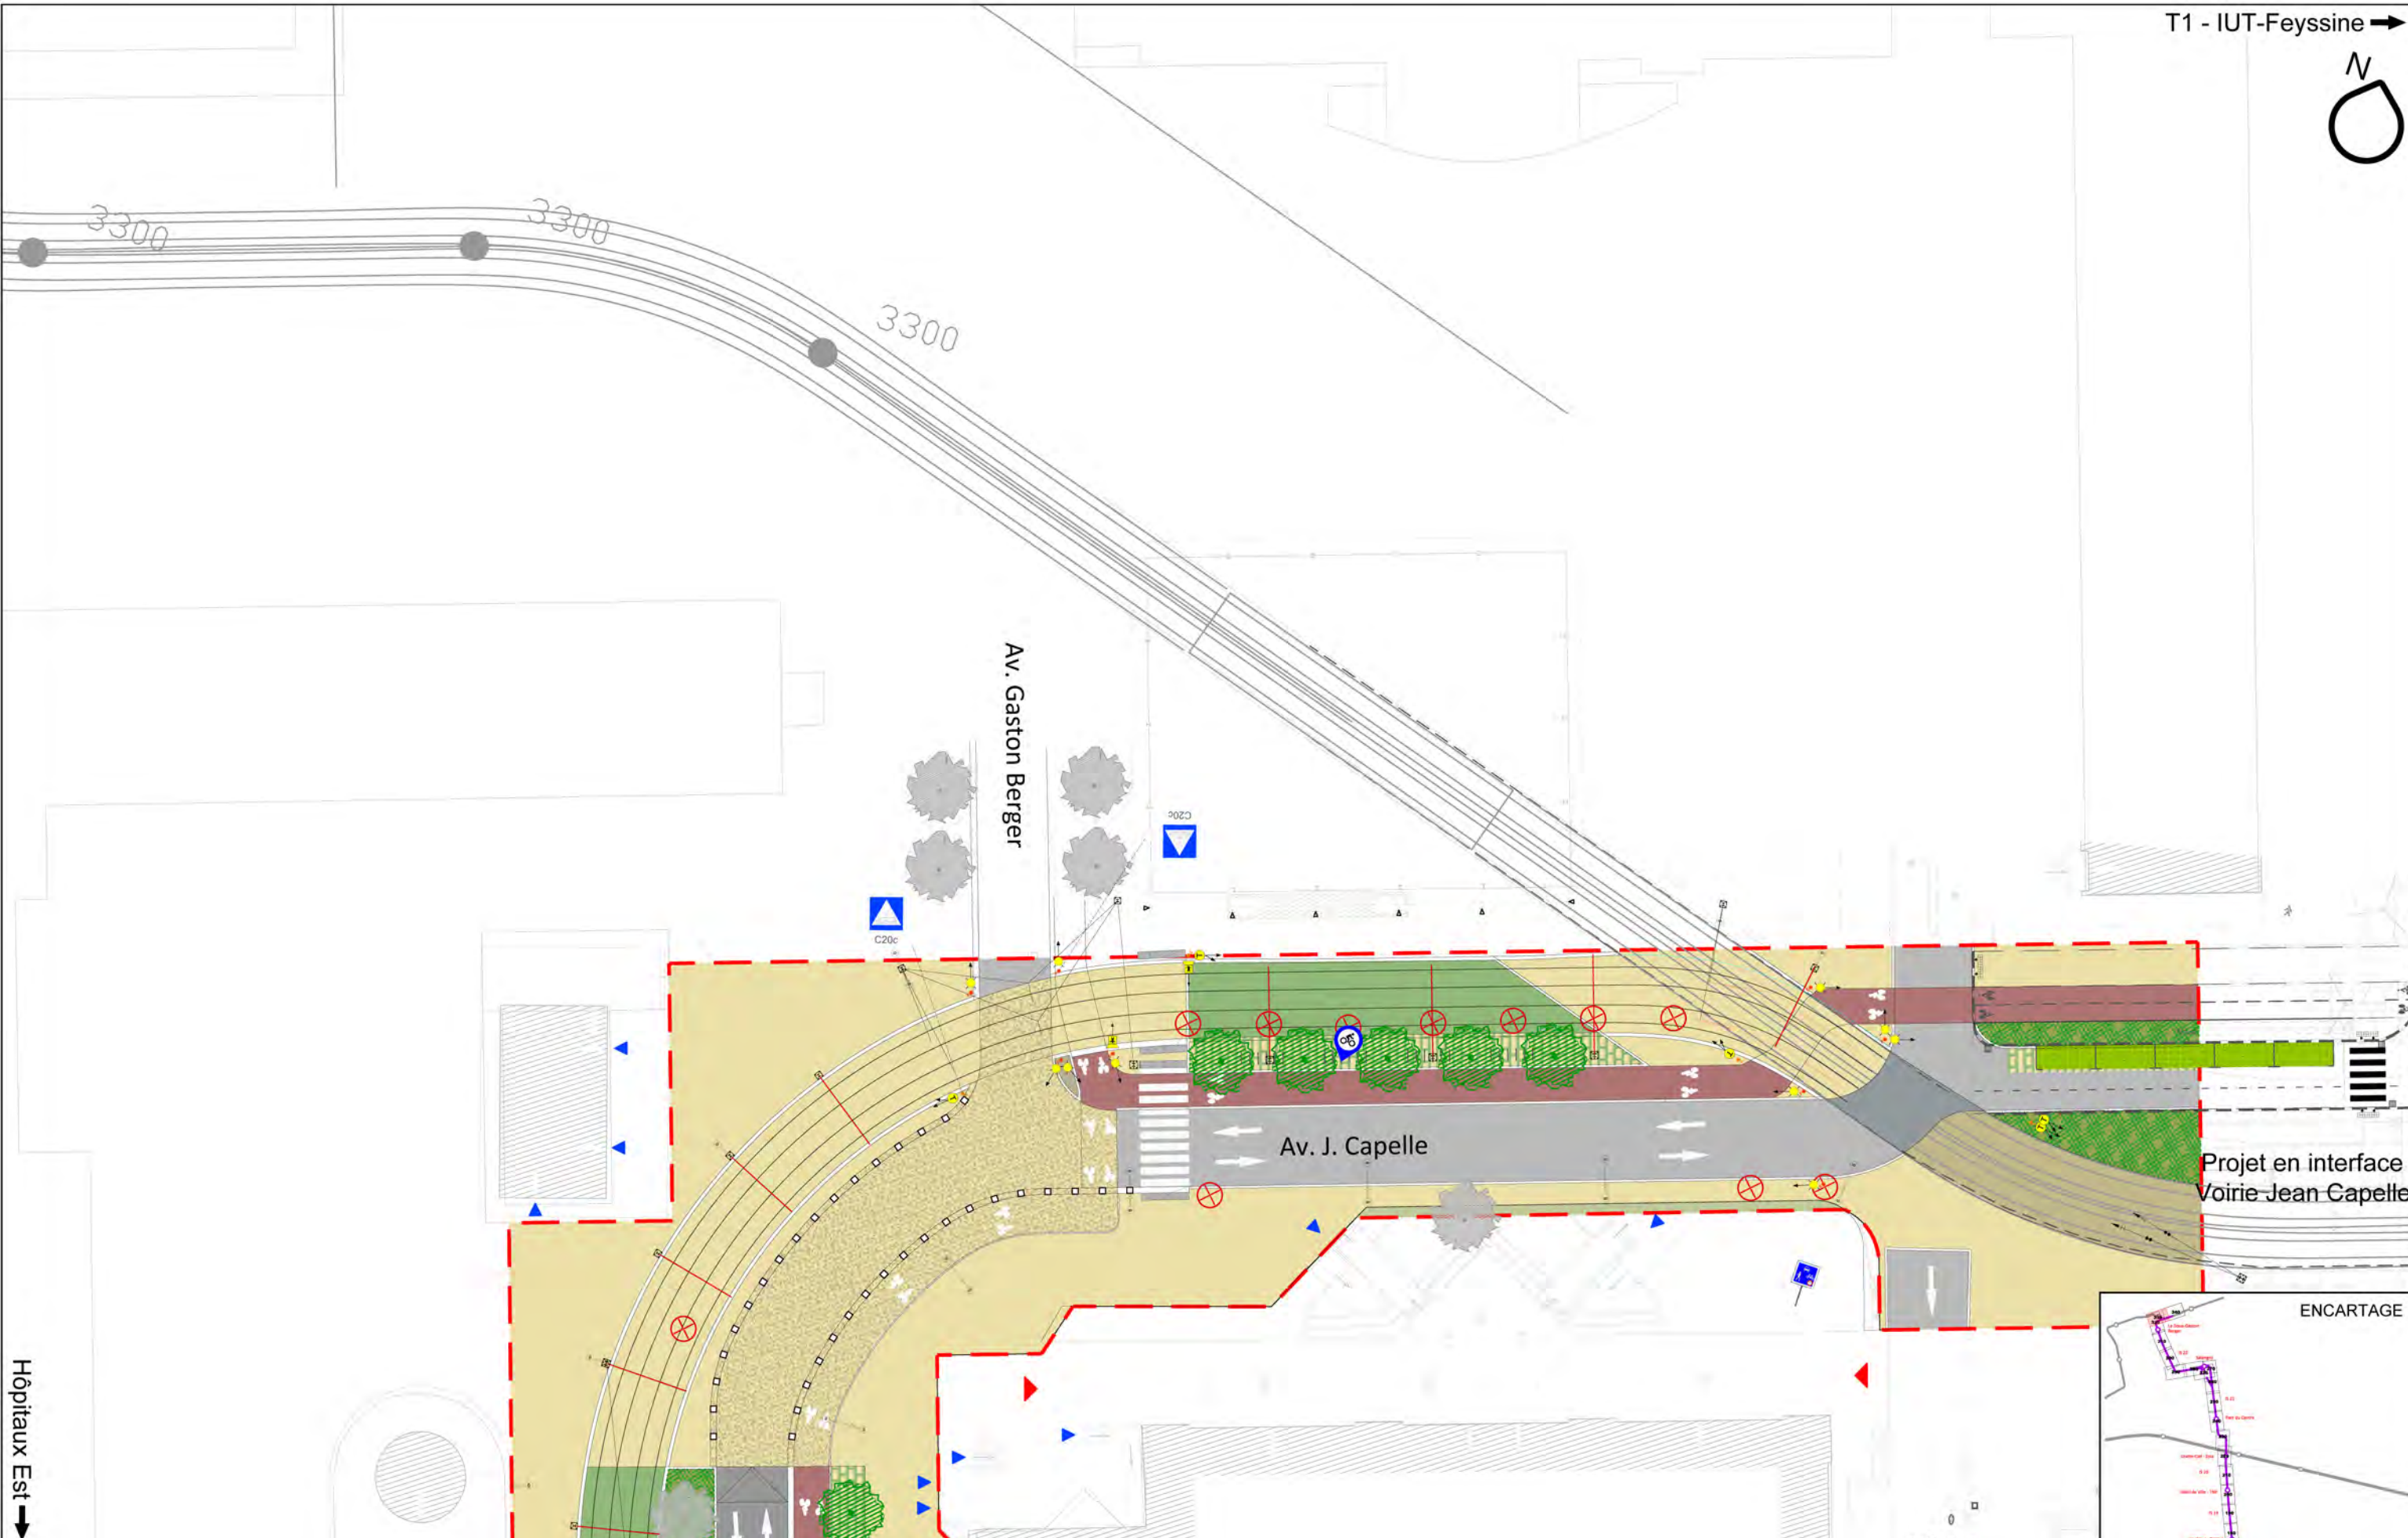 T1 - IUT-Feyssine
N
3300
3300
3300
Av. Gaston Berger
C20c
C20c
Av. J. Capelle
Projet en interface
Voirie Jean Capelle
ENCARTAGE
Hôpitaux Est